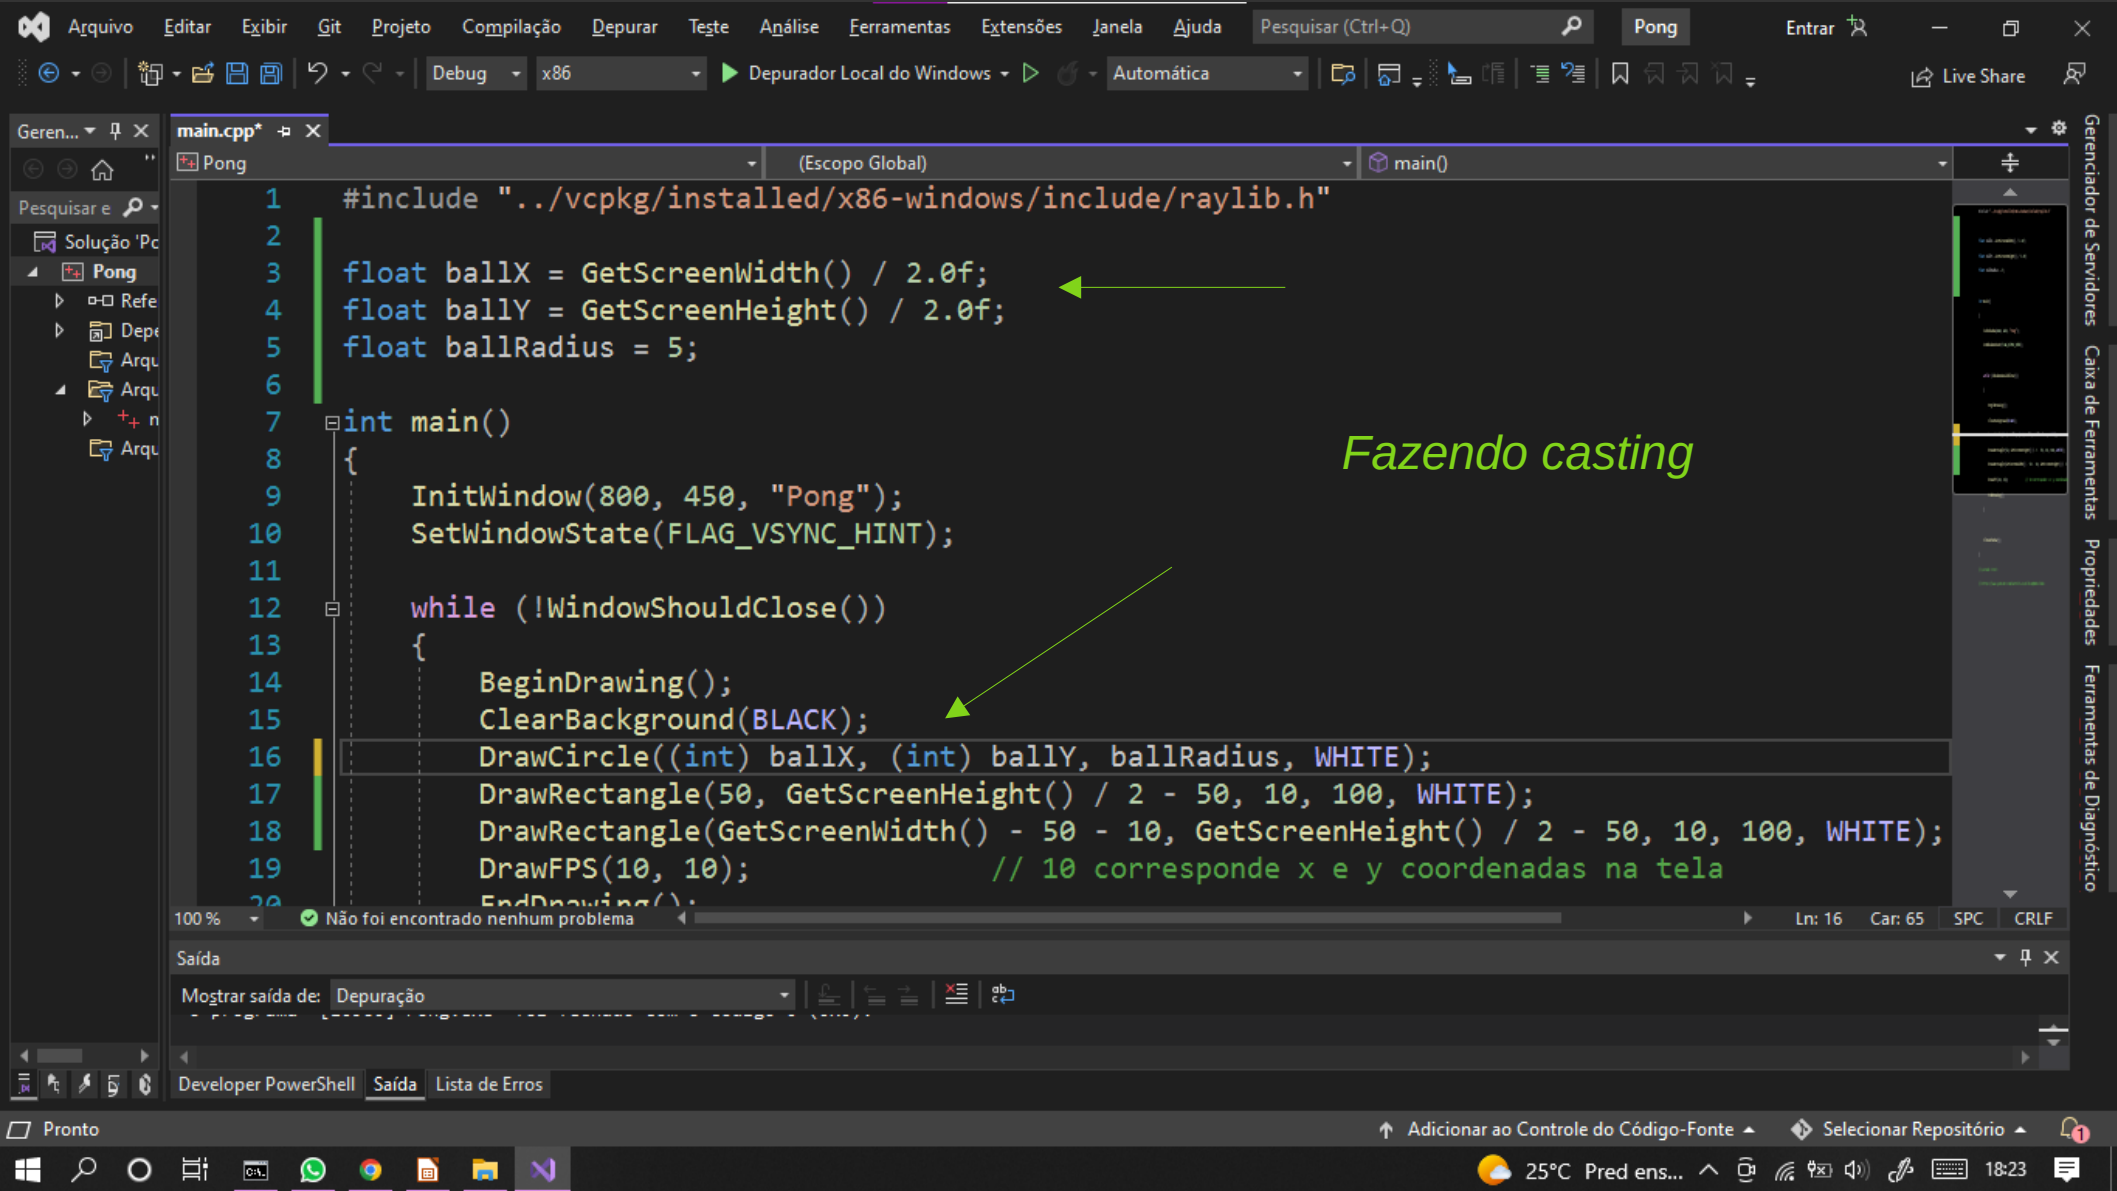 Arquivo Editar Exibir Git Projeto Compilação Depurar Teste Análise Ferramentas Extensões Janela Ajuda Pesquisar (Ctrl+Q) Pong Entrar
Debug x86 Depurador Local do Windows Automática Live Share
Geren... main.cpp*
Pong (Escopo Global) main()
Pesquisar e
Solução 'Po
Pong
Refe
Depe
Arqu
Arqu
Arqu
1 #include "../vcpkg/installed/x86-windows/include/raylib.h"
2
3 float ballX = GetScreenWidth() / 2.0f;
4 float ballY = GetScreenHeight() / 2.0f;
5 float ballRadius = 5;
6
7 int main()
8 {
9 InitWindow(800, 450, "Pong");
10 SetWindowState(FLAG_VSYNC_HINT);
11
12 while (!WindowShouldClose())
13 {
14 BeginDrawing();
15 ClearBackground(BLACK);
16 DrawCircle((int) ballX, (int) ballY, ballRadius, WHITE);
17 DrawRectangle(50, GetScreenHeight() / 2 - 50, 10, 100, WHITE);
18 DrawRectangle(GetScreenWidth() - 50 - 10, GetScreenHeight() / 2 - 50, 10, 100, WHITE);
19 DrawFPS(10, 10); // 10 corresponde x e y coordenadas na tela
20 EndDrawing();
Fazendo casting
Gerenciador de Servidores
Caixa de Ferramentas
Propriedades
Ferramentas de Diagnóstico
100 % Não foi encontrado nenhum problema Ln: 16 Car: 65 SPC CRLF
Saída
Mostrar saída de: Depuração
Developer PowerShell Saída Lista de Erros
Pronto Adicionar ao Controle do Código-Fonte Selecionar Repositório 1
25°C Pred ens... 18:23